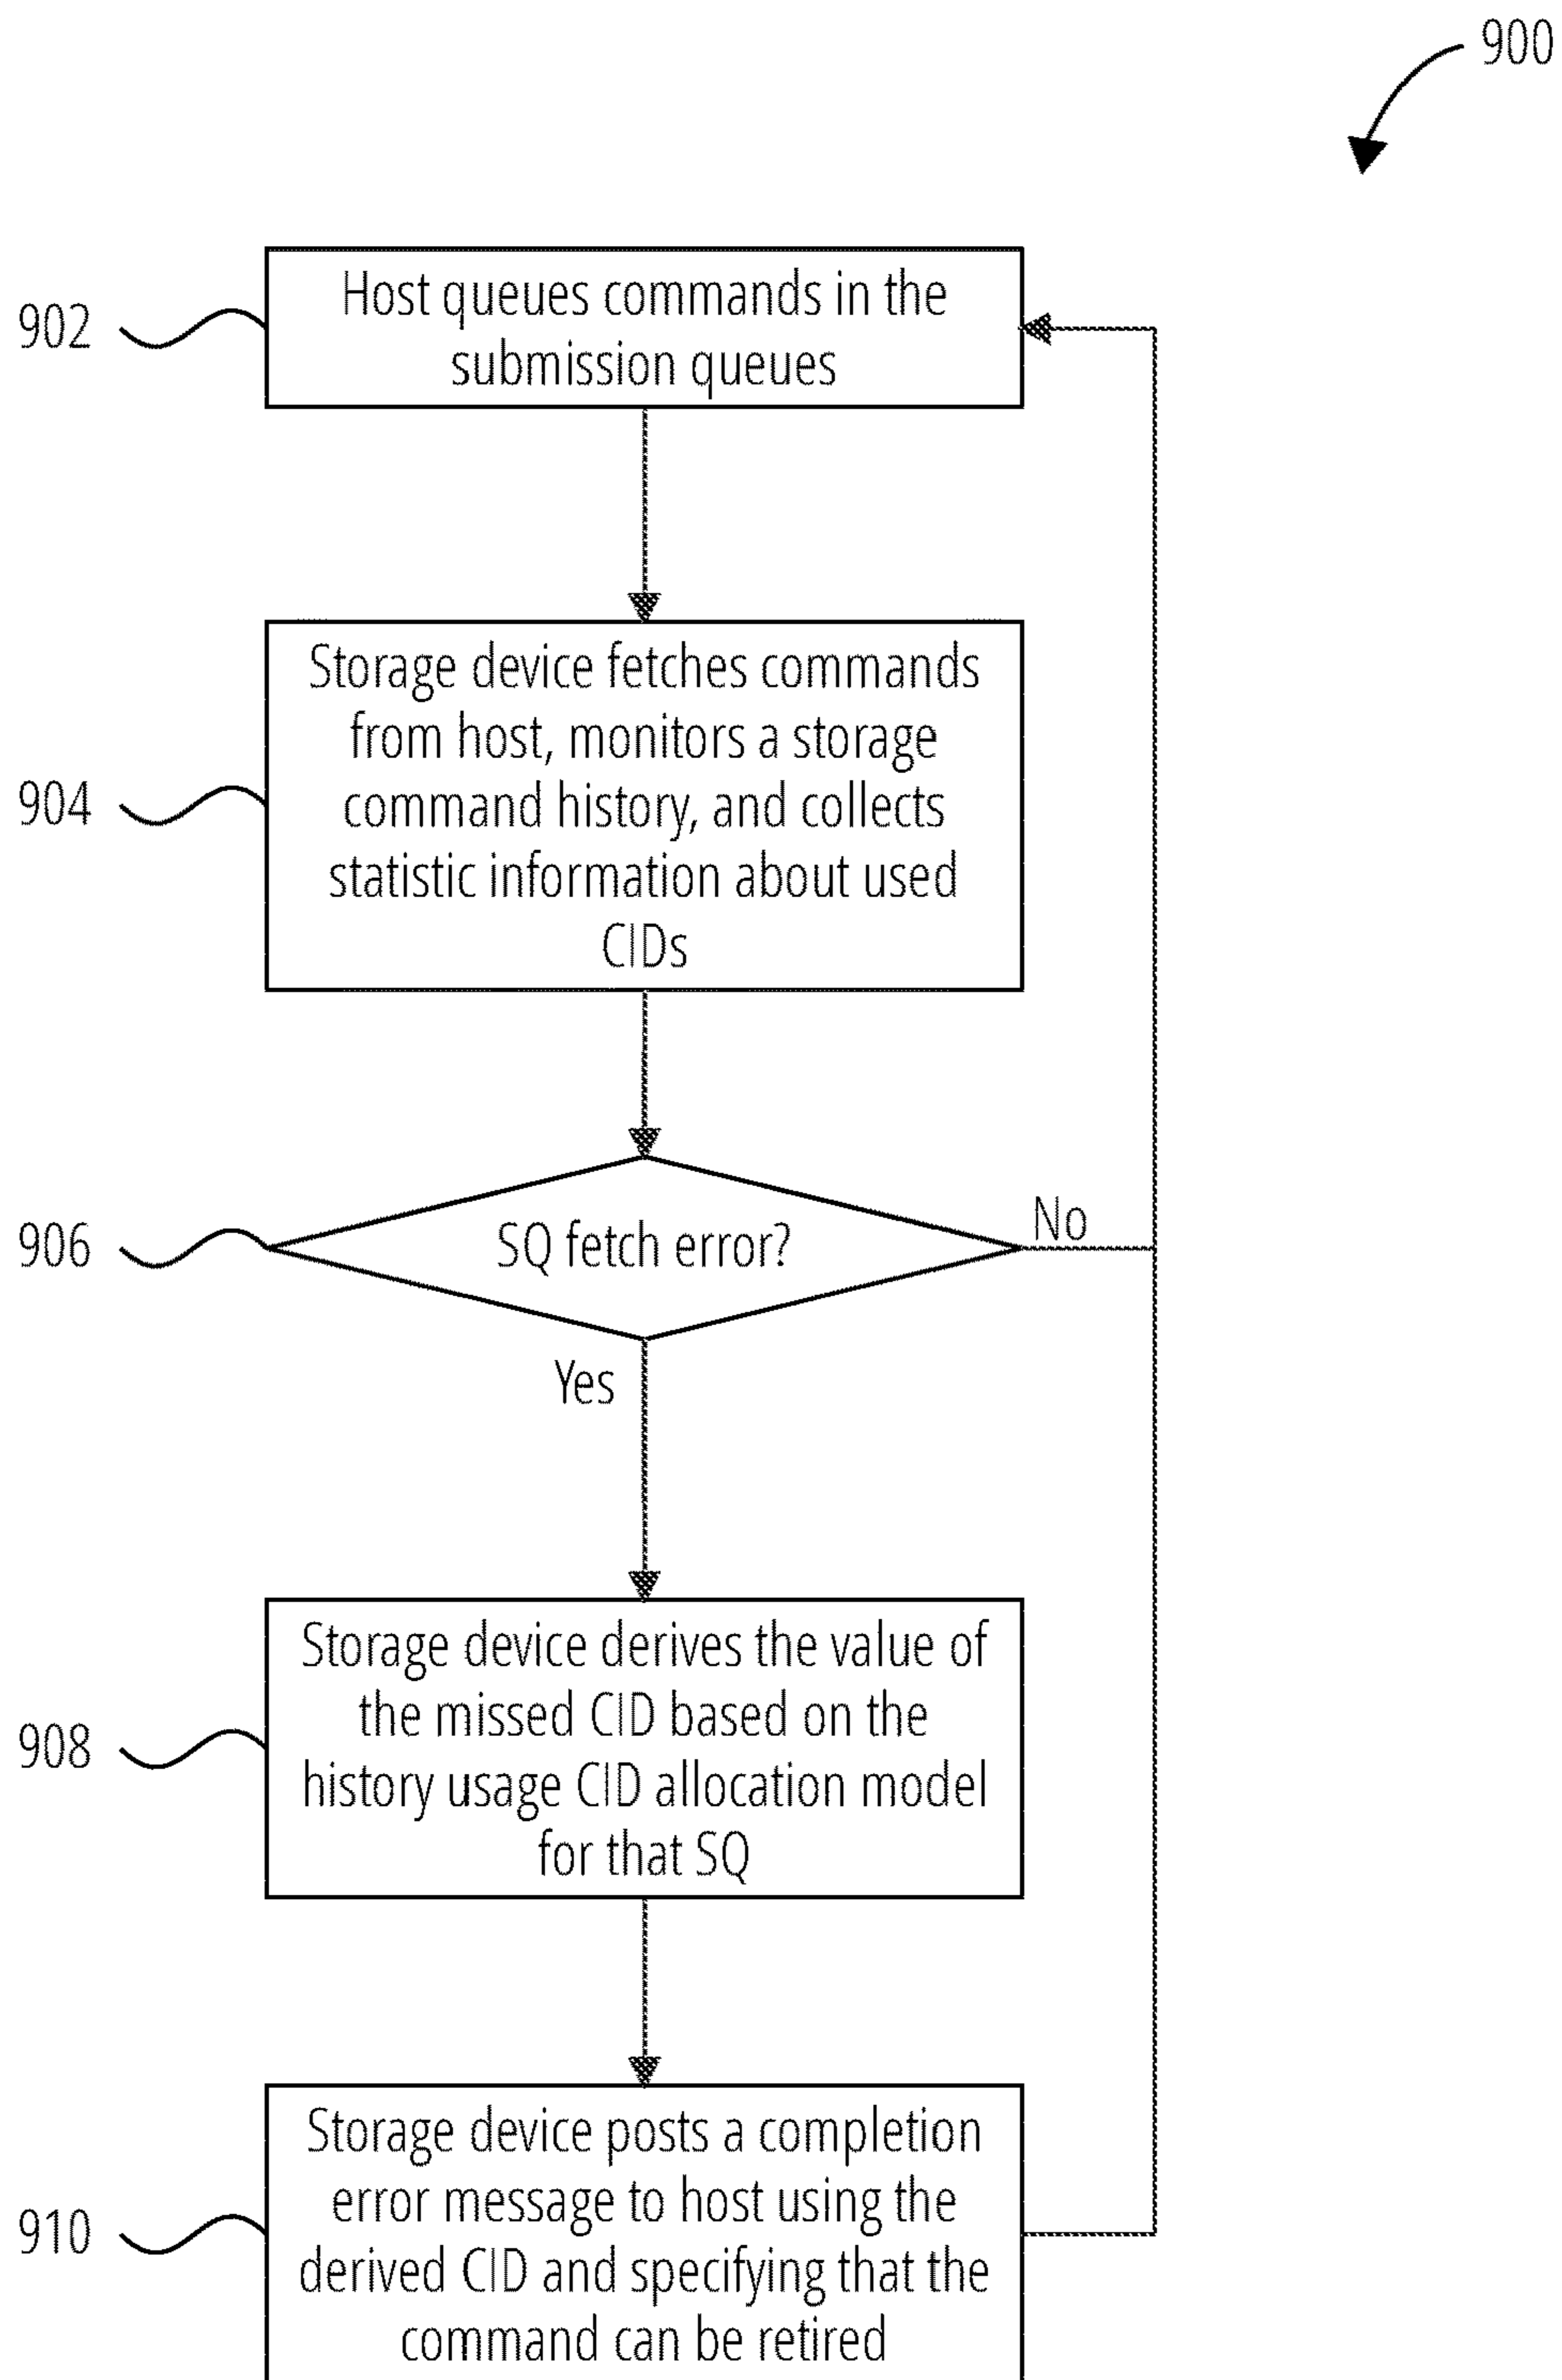 900
902
Host queues commands in the
submission queues
904
Storage device fetches commands
from host, monitors a storage
command history, and collects
statistic information about used
CIDs
906
SQ fetch error?
No
Yes
908
Storage device derives the value of
the missed CID based on the
history usage CID allocation model
for that SQ
910
Storage device posts a completion
error message to host using the
derived CID and specifying that the
command can be retired